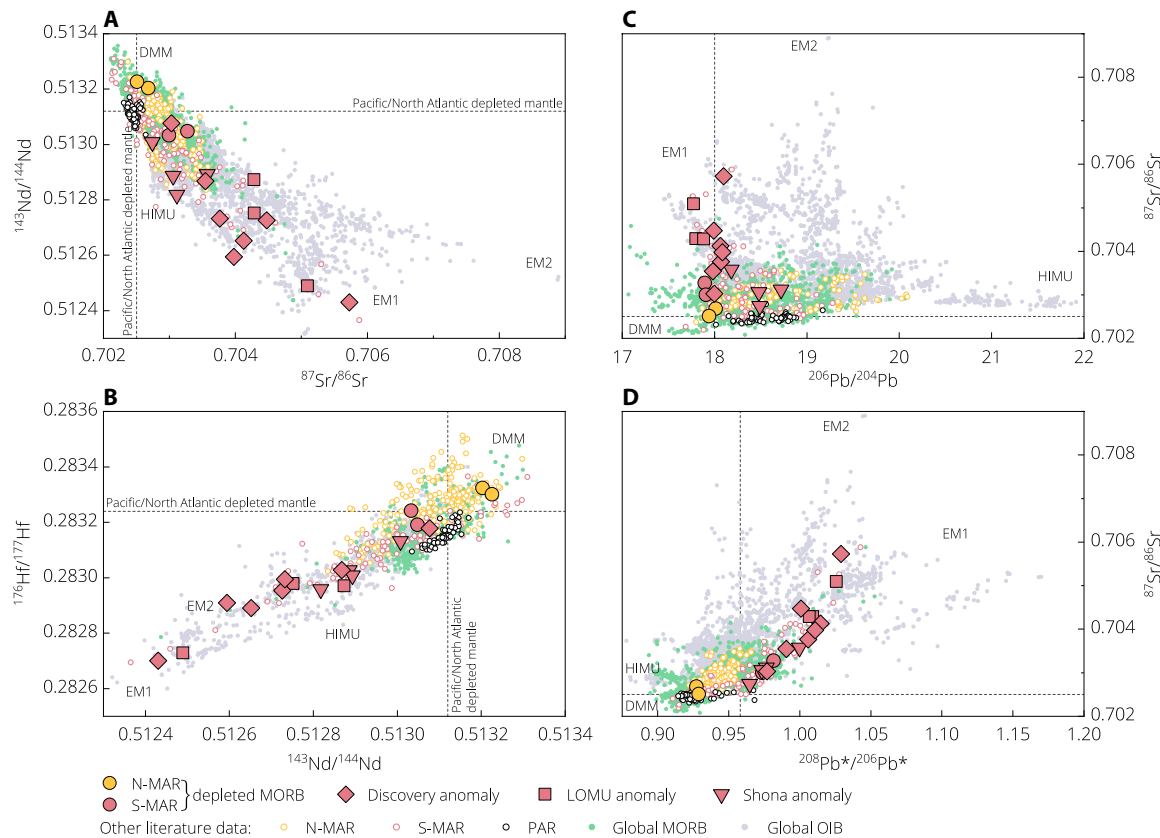 A
0.5134
0.5132
0.5130
0.5128
0.5126
0.5124
¹⁴³Nd/¹⁴⁴Nd
DMM
Pacific/North Atlantic depleted mantle
Pacific/North Atlantic depleted mantle
HIMU
EM2
EM1
0.702
0.704
0.706
0.708
⁸⁷Sr/⁸⁶Sr
C
EM2
EM1
HIMU
DMM
0.708
0.706
0.704
0.702
⁸⁷Sr/⁸⁶Sr
17
18
19
20
21
22
²⁰⁶Pb/²⁰⁴Pb
B
0.2836
0.2834
0.2832
0.2830
0.2828
0.2826
¹⁷⁶Hf/¹⁷⁷Hf
DMM
Pacific/North Atlantic depleted mantle
EM2
HIMU
Pacific/North Atlantic
depleted mantle
EM1
0.5124
0.5126
0.5128
0.5130
0.5132
0.5134
¹⁴³Nd/¹⁴⁴Nd
D
EM2
EM1
HIMU
DMM
0.708
0.706
0.704
0.702
⁸⁷Sr/⁸⁶Sr
0.90
0.95
1.00
1.05
1.10
1.15
1.20
²⁰⁸Pb*/²⁰⁶Pb*
N-MAR
S-MAR
depleted MORB
Discovery anomaly
LOMU anomaly
Shona anomaly
Other literature data:
N-MAR
S-MAR
PAR
Global MORB
Global OIB